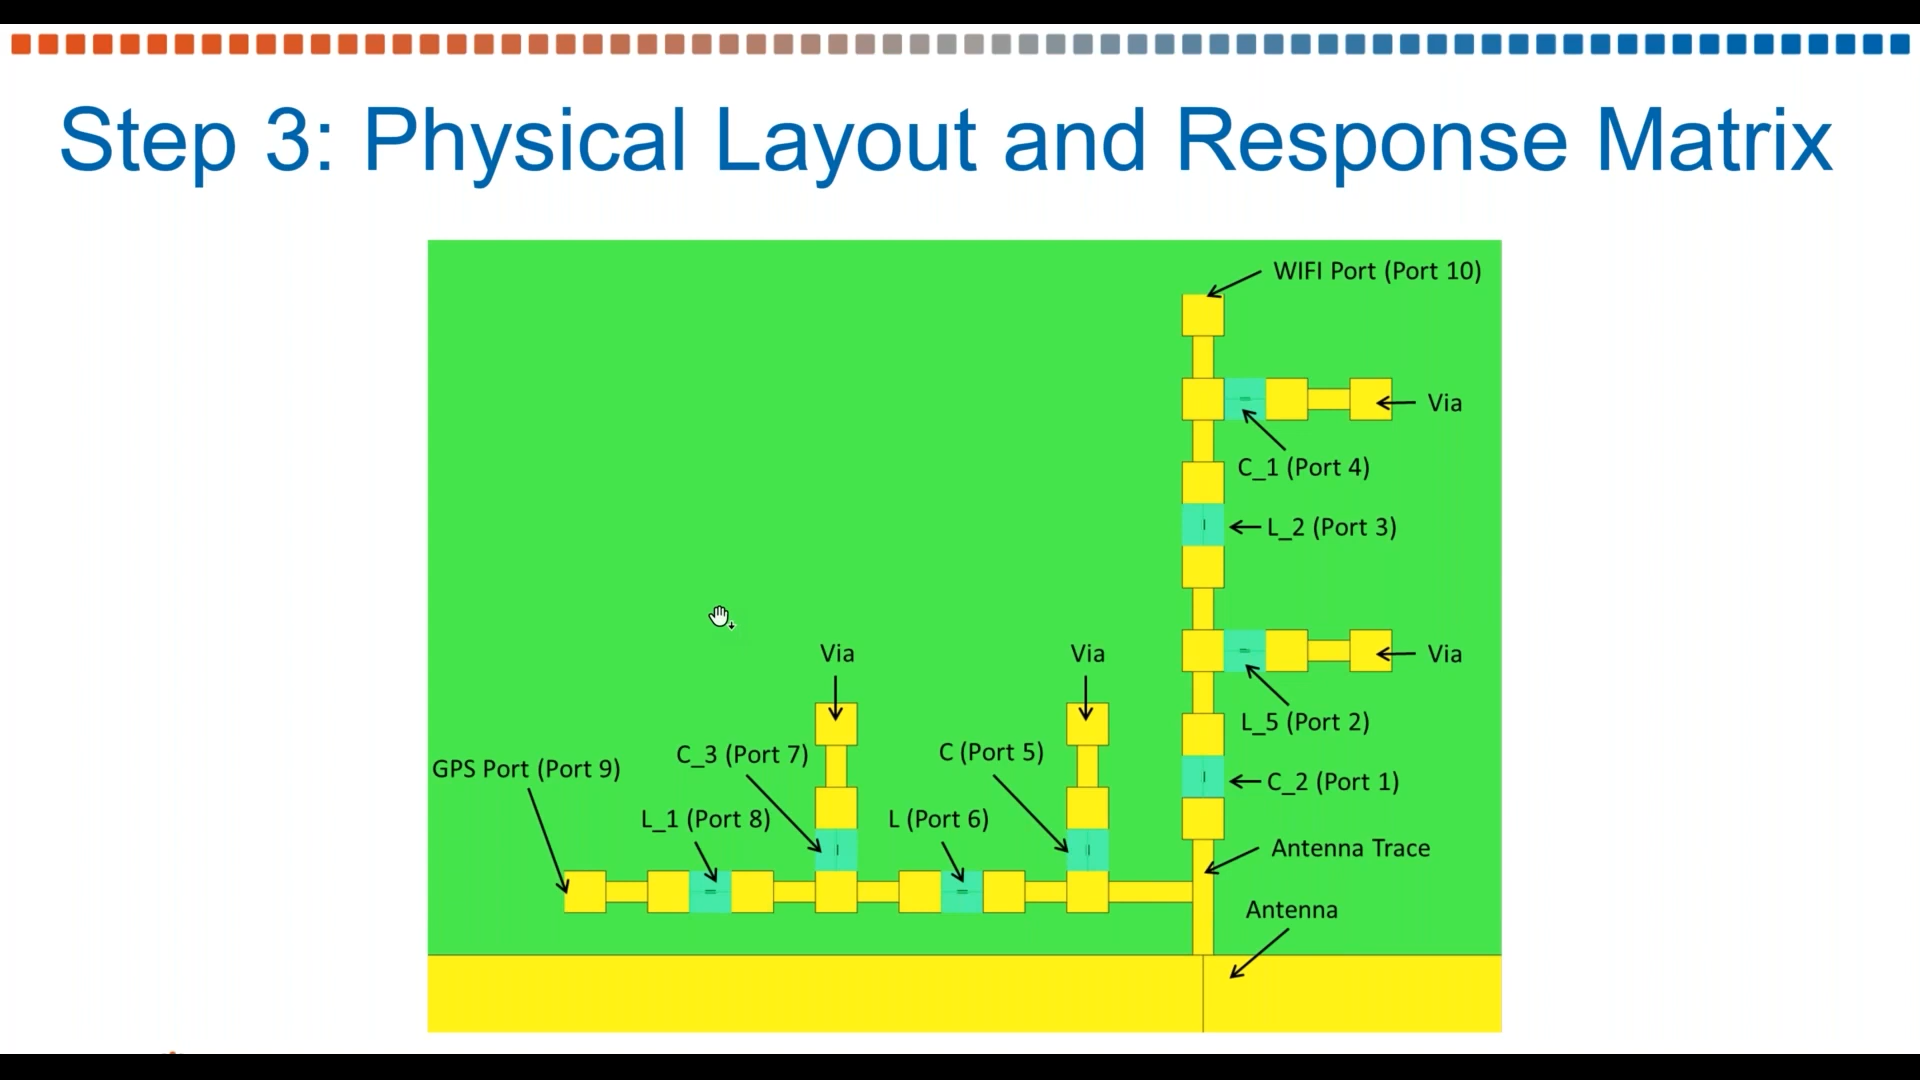 Step 3: Physical Layout and Response Matrix
WIFI Port (Port 10)
Via
C_1 (Port 4)
L_2 (Port 3)
Via
Via
Via
L_5 (Port 2)
C_3 (Port 7)
C (Port 5)
GPS Port (Port 9)
C_2 (Port 1)
L_1 (Port 8)
L (Port 6)
Antenna Trace
Antenna